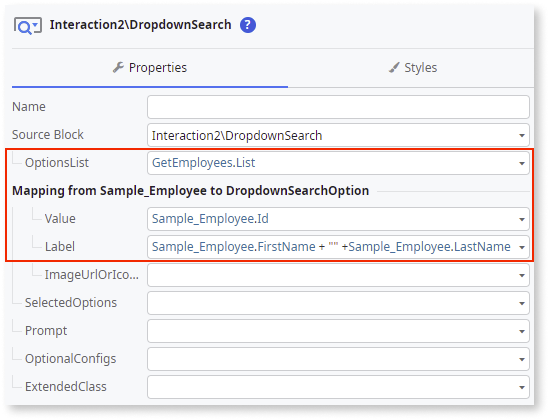 Interaction2\DropdownSearch ?
Properties Styles
Name
Source Block Interaction2\DropdownSearch
OptionsList GetEmployees.List
Mapping from Sample_Employee to DropdownSearchOption
Value Sample_Employee.Id
Label Sample_Employee.FirstName + "" +Sample_Employee.LastName
ImageUrlOrIco...
SelectedOptions
Prompt
OptionalConfigs
ExtendedClass